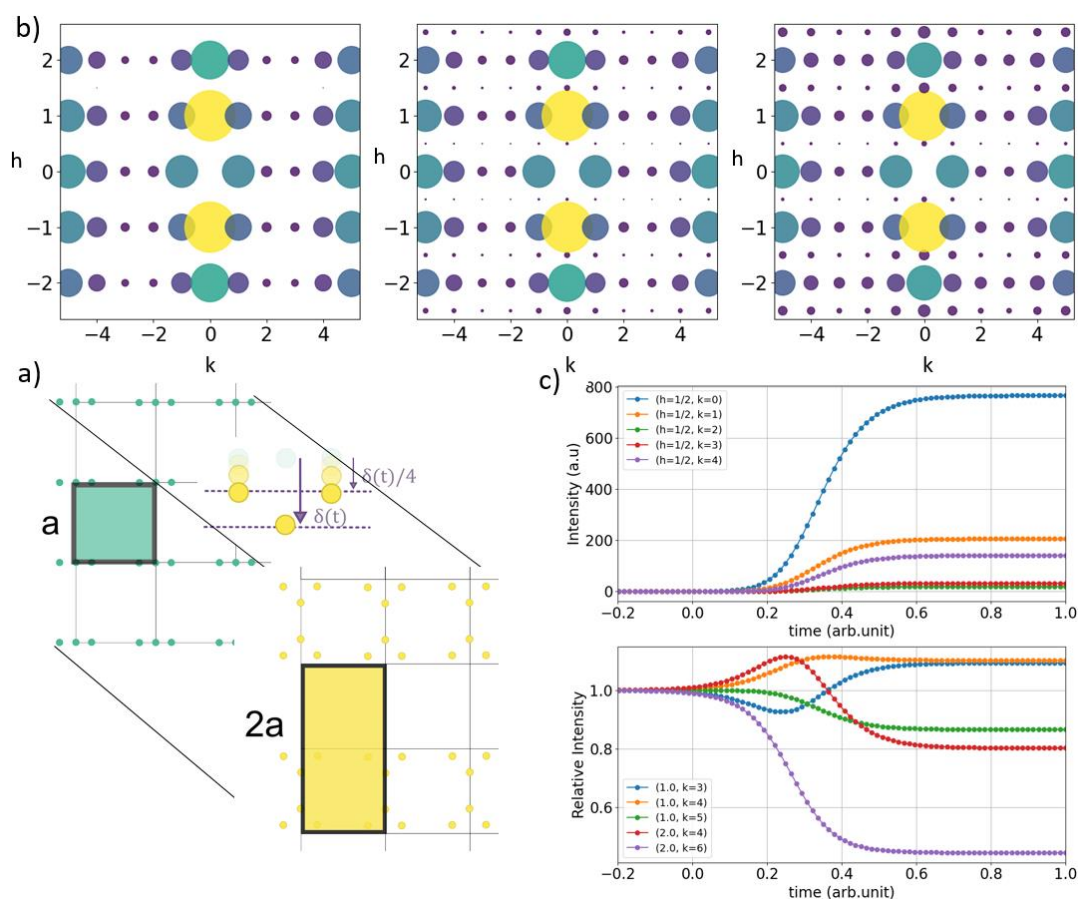 b)
h
2
1
0
−1
−2
−4 −2 0 2 4
k
h
2
1
0
−1
−2
−4 −2 0 2 4
k
h
2
1
0
−1
−2
−4 −2 0 2 4
k
a)
a
δ(t)/4
δ(t)
2a
c)
Intensity (a.u)
800
600
400
200
0
(h=1/2, k=0)
(h=1/2, k=1)
(h=1/2, k=2)
(h=1/2, k=3)
(h=1/2, k=4)
−0.2 0.0 0.2 0.4 0.6 0.8 1.0
time (arb.unit)
Relative Intensity
1.0
0.8
0.6
(1.0, k=3)
(1.0, k=4)
(1.0, k=5)
(2.0, k=4)
(2.0, k=6)
−0.2 0.0 0.2 0.4 0.6 0.8 1.0
time (arb.unit)